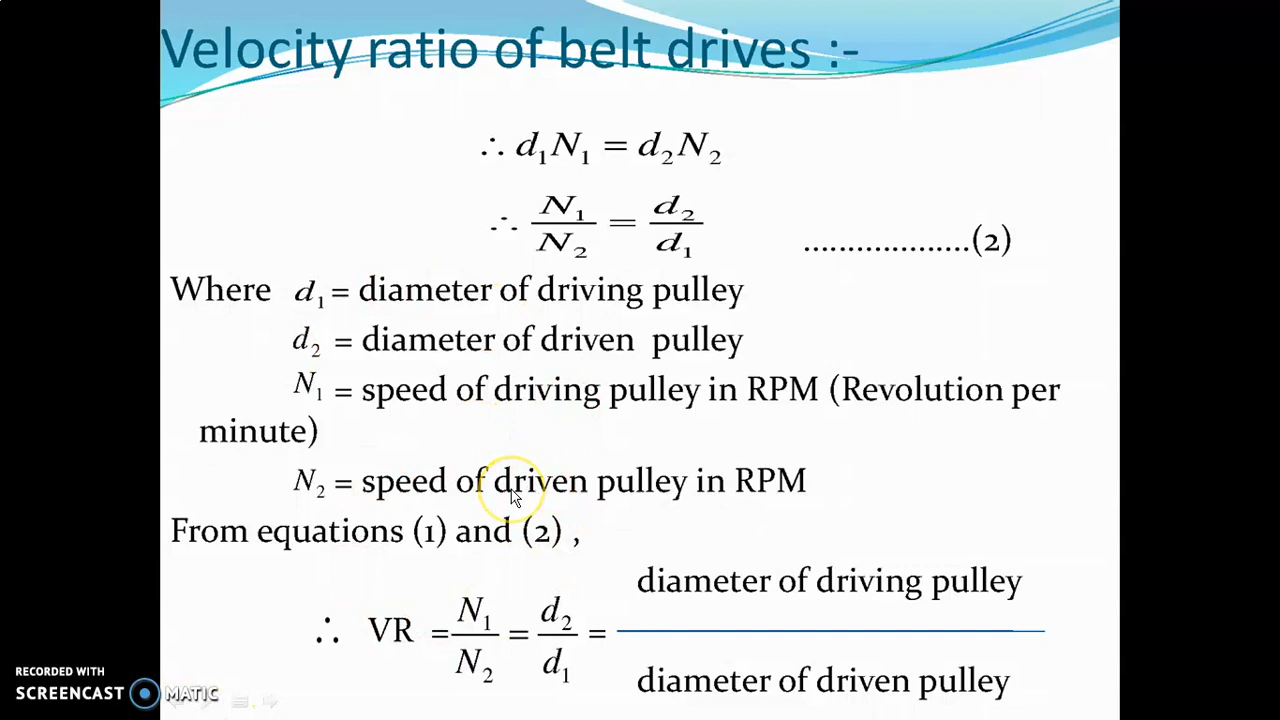 Velocity ratio of belt drives :-
∴ d₁N₁ = d₂N₂
∴ N₁/N₂ = d₂/d₁ ...................(2)
Where d₁ = diameter of driving pulley
d₂ = diameter of driven pulley
N₁ = speed of driving pulley in RPM (Revolution per
minute)
N₂ = speed of driven pulley in RPM
From equations (1) and (2) ,
∴ VR = N₁/N₂ = d₂/d₁ = diameter of driving pulley
diameter of driven pulley
RECORDED WITH
SCREENCAST MATIC